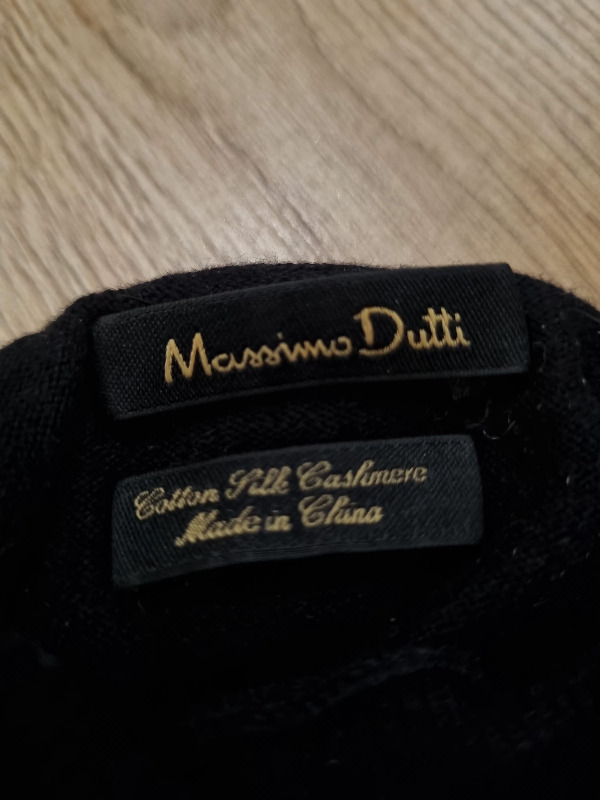 Massimo Dutti
Cotton Silk Cashmere
Made in China